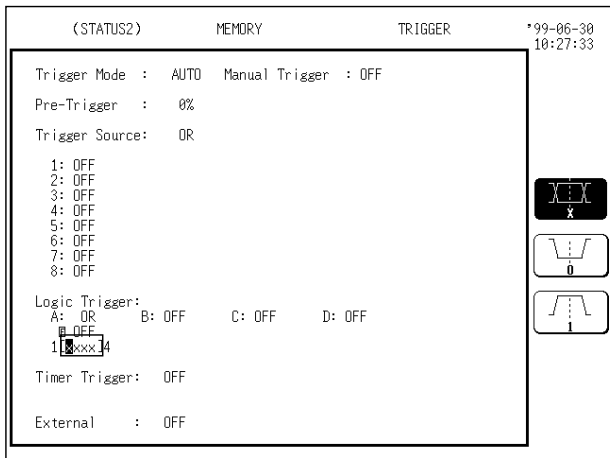 (STATUS2) MEMORY TRIGGER '99-06-30
10:27:33
Trigger Mode : AUTO Manual Trigger : OFF
Pre-Trigger : 0%
Trigger Source: OR
1: OFF
2: OFF
3: OFF
4: OFF
5: OFF
6: OFF
7: OFF
8: OFF
Logic Trigger:
A: OR B: OFF C: OFF D: OFF
F OFF
1[xxxx]4
Timer Trigger: OFF
External : OFF
X
0
1